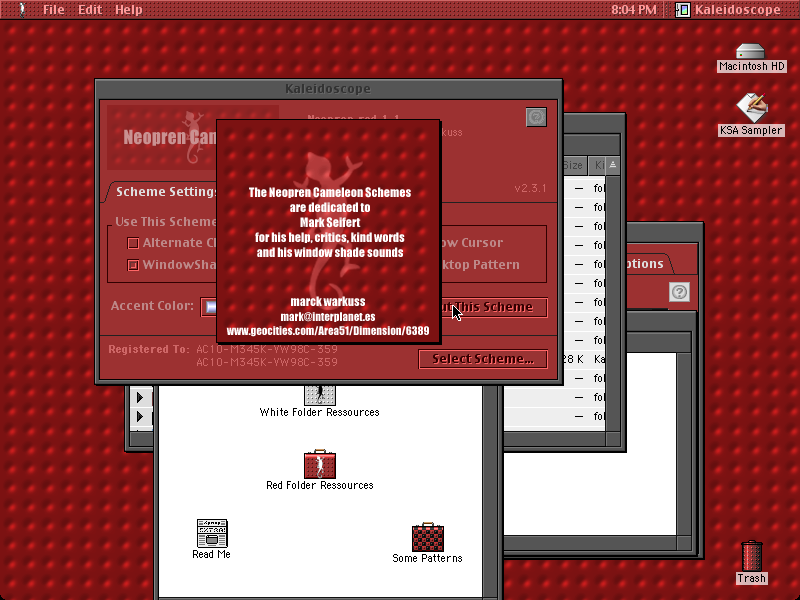 File Edit Help
8:04 PM Kaleidoscope
Macintosh HD
KSA Sampler
Kaleidoscope
Neopren Cam
Neopren red 1.1
kuss
v2.3.1
Scheme Settings
Use This Scheme
Alternate C
WindowSha
ow Cursor
ktop Pattern
Accent Color:
ut This Scheme
Registered To: AC10-M345K-YW98C-359
AC10-M345K-YW98C-359
Select Scheme...
The Neopren Cameleon Schemes
are dedicated to
Mark Seifert
for his help, critics, kind words
and his window shade sounds
marck warkuss
mark@interplanet.es
www.geocities.com/Area51/Dimension/6389
Size Ki
— fol
— fol
— fol
— fol
— fol
— fol
— fol
— fol
— fol
28 K Ka
— fol
— fol
— fol
ptions
White Folder Ressources
Red Folder Ressources
Read Me
Some Patterns
Trash